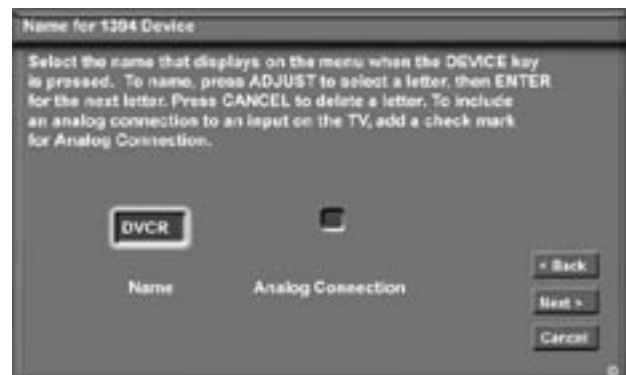 Name for 1394 Device
Select the name that displays on the menu when the DEVICE key
is pressed. To name, press ADJUST to select a letter, then ENTER
for the next letter. Press CANCEL to delete a letter. To include
an analog connection to an input on the TV, add a check mark
for Analog Connection.
DVCR
Name
Analog Connection
< Back
Next >
Cancel